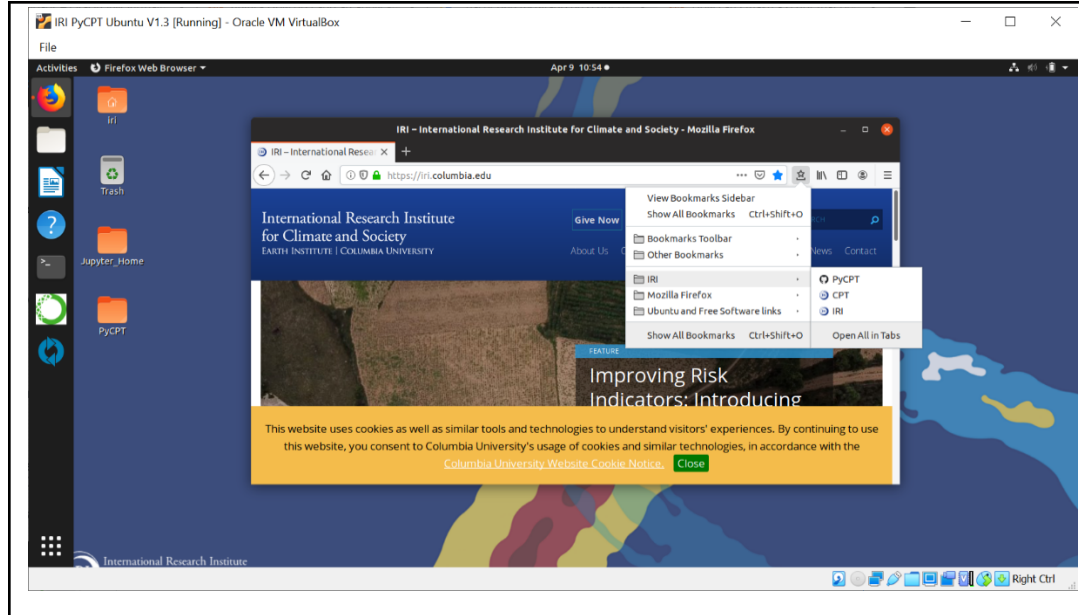 IRI PyCPT Ubuntu V1.3 [Running] - Oracle VM VirtualBox
File
Activities Firefox Web Browser Apr 9 10:54
iri
Trash
Jupyter_Home
PyCPT
IRI – International Research Institute for Climate and Society - Mozilla Firefox
IRI – International Resear
https://iri.columbia.edu
International Research Institute
for Climate and Society
EARTH INSTITUTE | COLUMBIA UNIVERSITY
Give Now
About Us
News Contact
View Bookmarks Sidebar
Show All Bookmarks Ctrl+Shift+O
Bookmarks Toolbar
Other Bookmarks
IRI
Mozilla Firefox
Ubuntu and Free Software links
Show All Bookmarks Ctrl+Shift+O
PyCPT
CPT
IRI
Open All in Tabs
FEATURE
Improving Risk
Indicators: Introducing
This website uses cookies as well as similar tools and technologies to understand visitors' experiences. By continuing to use
this website, you consent to Columbia University's usage of cookies and similar technologies, in accordance with the
Columbia University Website Cookie Notice. Close
International Research Institute
Right Ctrl